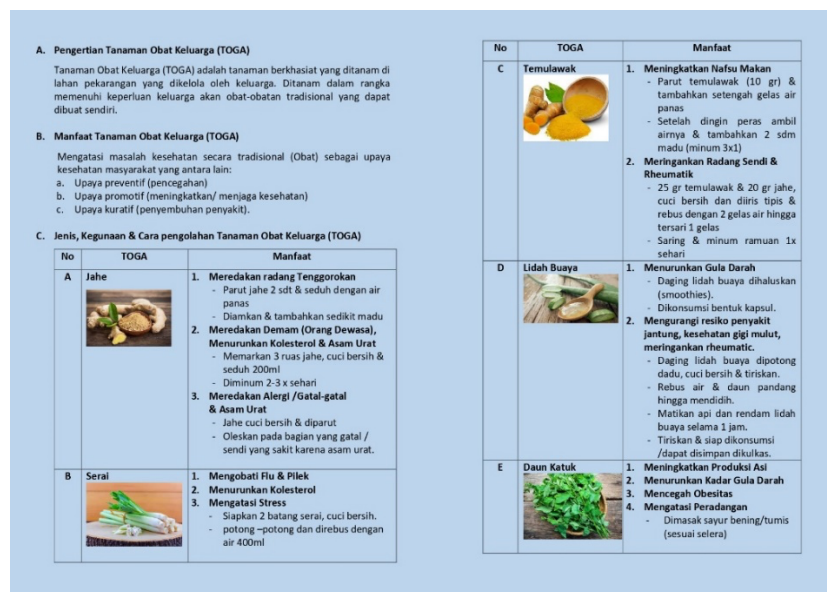 A. Pengertian Tanaman Obat Keluarga (TOGA)
Tanaman Obat Keluarga (TOGA) adalah tanaman berkhasiat yang ditanam di
lahan pekarangan yang dikelola oleh keluarga. Ditanam dalam rangka
memenuhi keperluan keluarga akan obat-obatan tradisional yang dapat
dibuat sendiri.
B. Manfaat Tanaman Obat Keluarga (TOGA)
Mengatasi masalah kesehatan secara tradisional (Obat) sebagai upaya
kesehatan masyarakat yang antara lain:
a. Upaya preventif (pencegahan)
b. Upaya promotif (meningkatkan/ menjaga kesehatan)
c. Upaya kuratif (penyembuhan penyakit).
C. Jenis, Kegunaan & Cara pengolahan Tanaman Obat Keluarga (TOGA)
No TOGA Manfaat
A Jahe
1. Meredakan radang Tenggorokan
- Parut jahe 2 sdt & seduh dengan air
panas
- Diamkan & tambahkan sedikit madu
2. Meredakan Demam (Orang Dewasa),
Menurunkan Kolesterol & Asam Urat
- Memarkan 3 ruas jahe, cuci bersih &
seduh 200ml
- Diminum 2-3 x sehari
3. Meredakan Alergi /Gatal-gatal
& Asam Urat
- Jahe cuci bersih & diparut
- Oleskan pada bagian yang gatal /
sendi yang sakit karena asam urat.
B Serai
1. Mengobati Flu & Pilek
2. Menurunkan Kolesterol
3. Mengatasi Stress
- Siapkan 2 batang serai, cuci bersih.
- potong –potong dan direbus dengan
air 400ml
No TOGA Manfaat
C Temulawak
1. Meningkatkan Nafsu Makan
- Parut temulawak (10 gr) &
tambahkan setengah gelas air
panas
- Setelah dingin peras ambil
airnya & tambahkan 2 sdm
madu (minum 3x1)
2. Meringankan Radang Sendi &
Rheumatik
- 25 gr temulawak & 20 gr jahe,
cuci bersih dan diiris tipis &
rebus dengan 2 gelas air hingga
tersari 1 gelas
- Saring & minum ramuan 1x
sehari
D Lidah Buaya
1. Menurunkan Gula Darah
- Daging lidah buaya dihaluskan
(smoothies).
- Dikonsumsi bentuk kapsul.
2. Mengurangi resiko penyakit
jantung, kesehatan gigi mulut,
meringankan rheumatic.
- Daging lidah buaya dipotong
dadu, cuci bersih & tiriskan.
- Rebus air & daun pandang
hingga mendidih.
- Matikan api dan rendam lidah
buaya selama 1 jam.
- Tiriskan & siap dikonsumsi
/dapat disimpan dikulkas.
E Daun Katuk
1. Meningkatkan Produksi Asi
2. Menurunkan Kadar Gula Darah
3. Mencegah Obesitas
4. Mengatasi Peradangan
- Dimasak sayur bening/tumis
(sesuai selera)